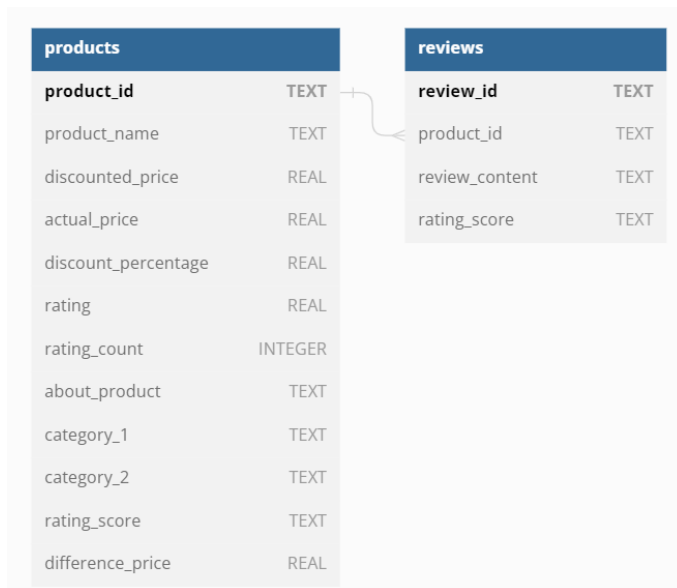 products
product_id TEXT
product_name TEXT
discounted_price REAL
actual_price REAL
discount_percentage REAL
rating REAL
rating_count INTEGER
about_product TEXT
category_1 TEXT
category_2 TEXT
rating_score TEXT
difference_price REAL
reviews
review_id TEXT
product_id TEXT
review_content TEXT
rating_score TEXT